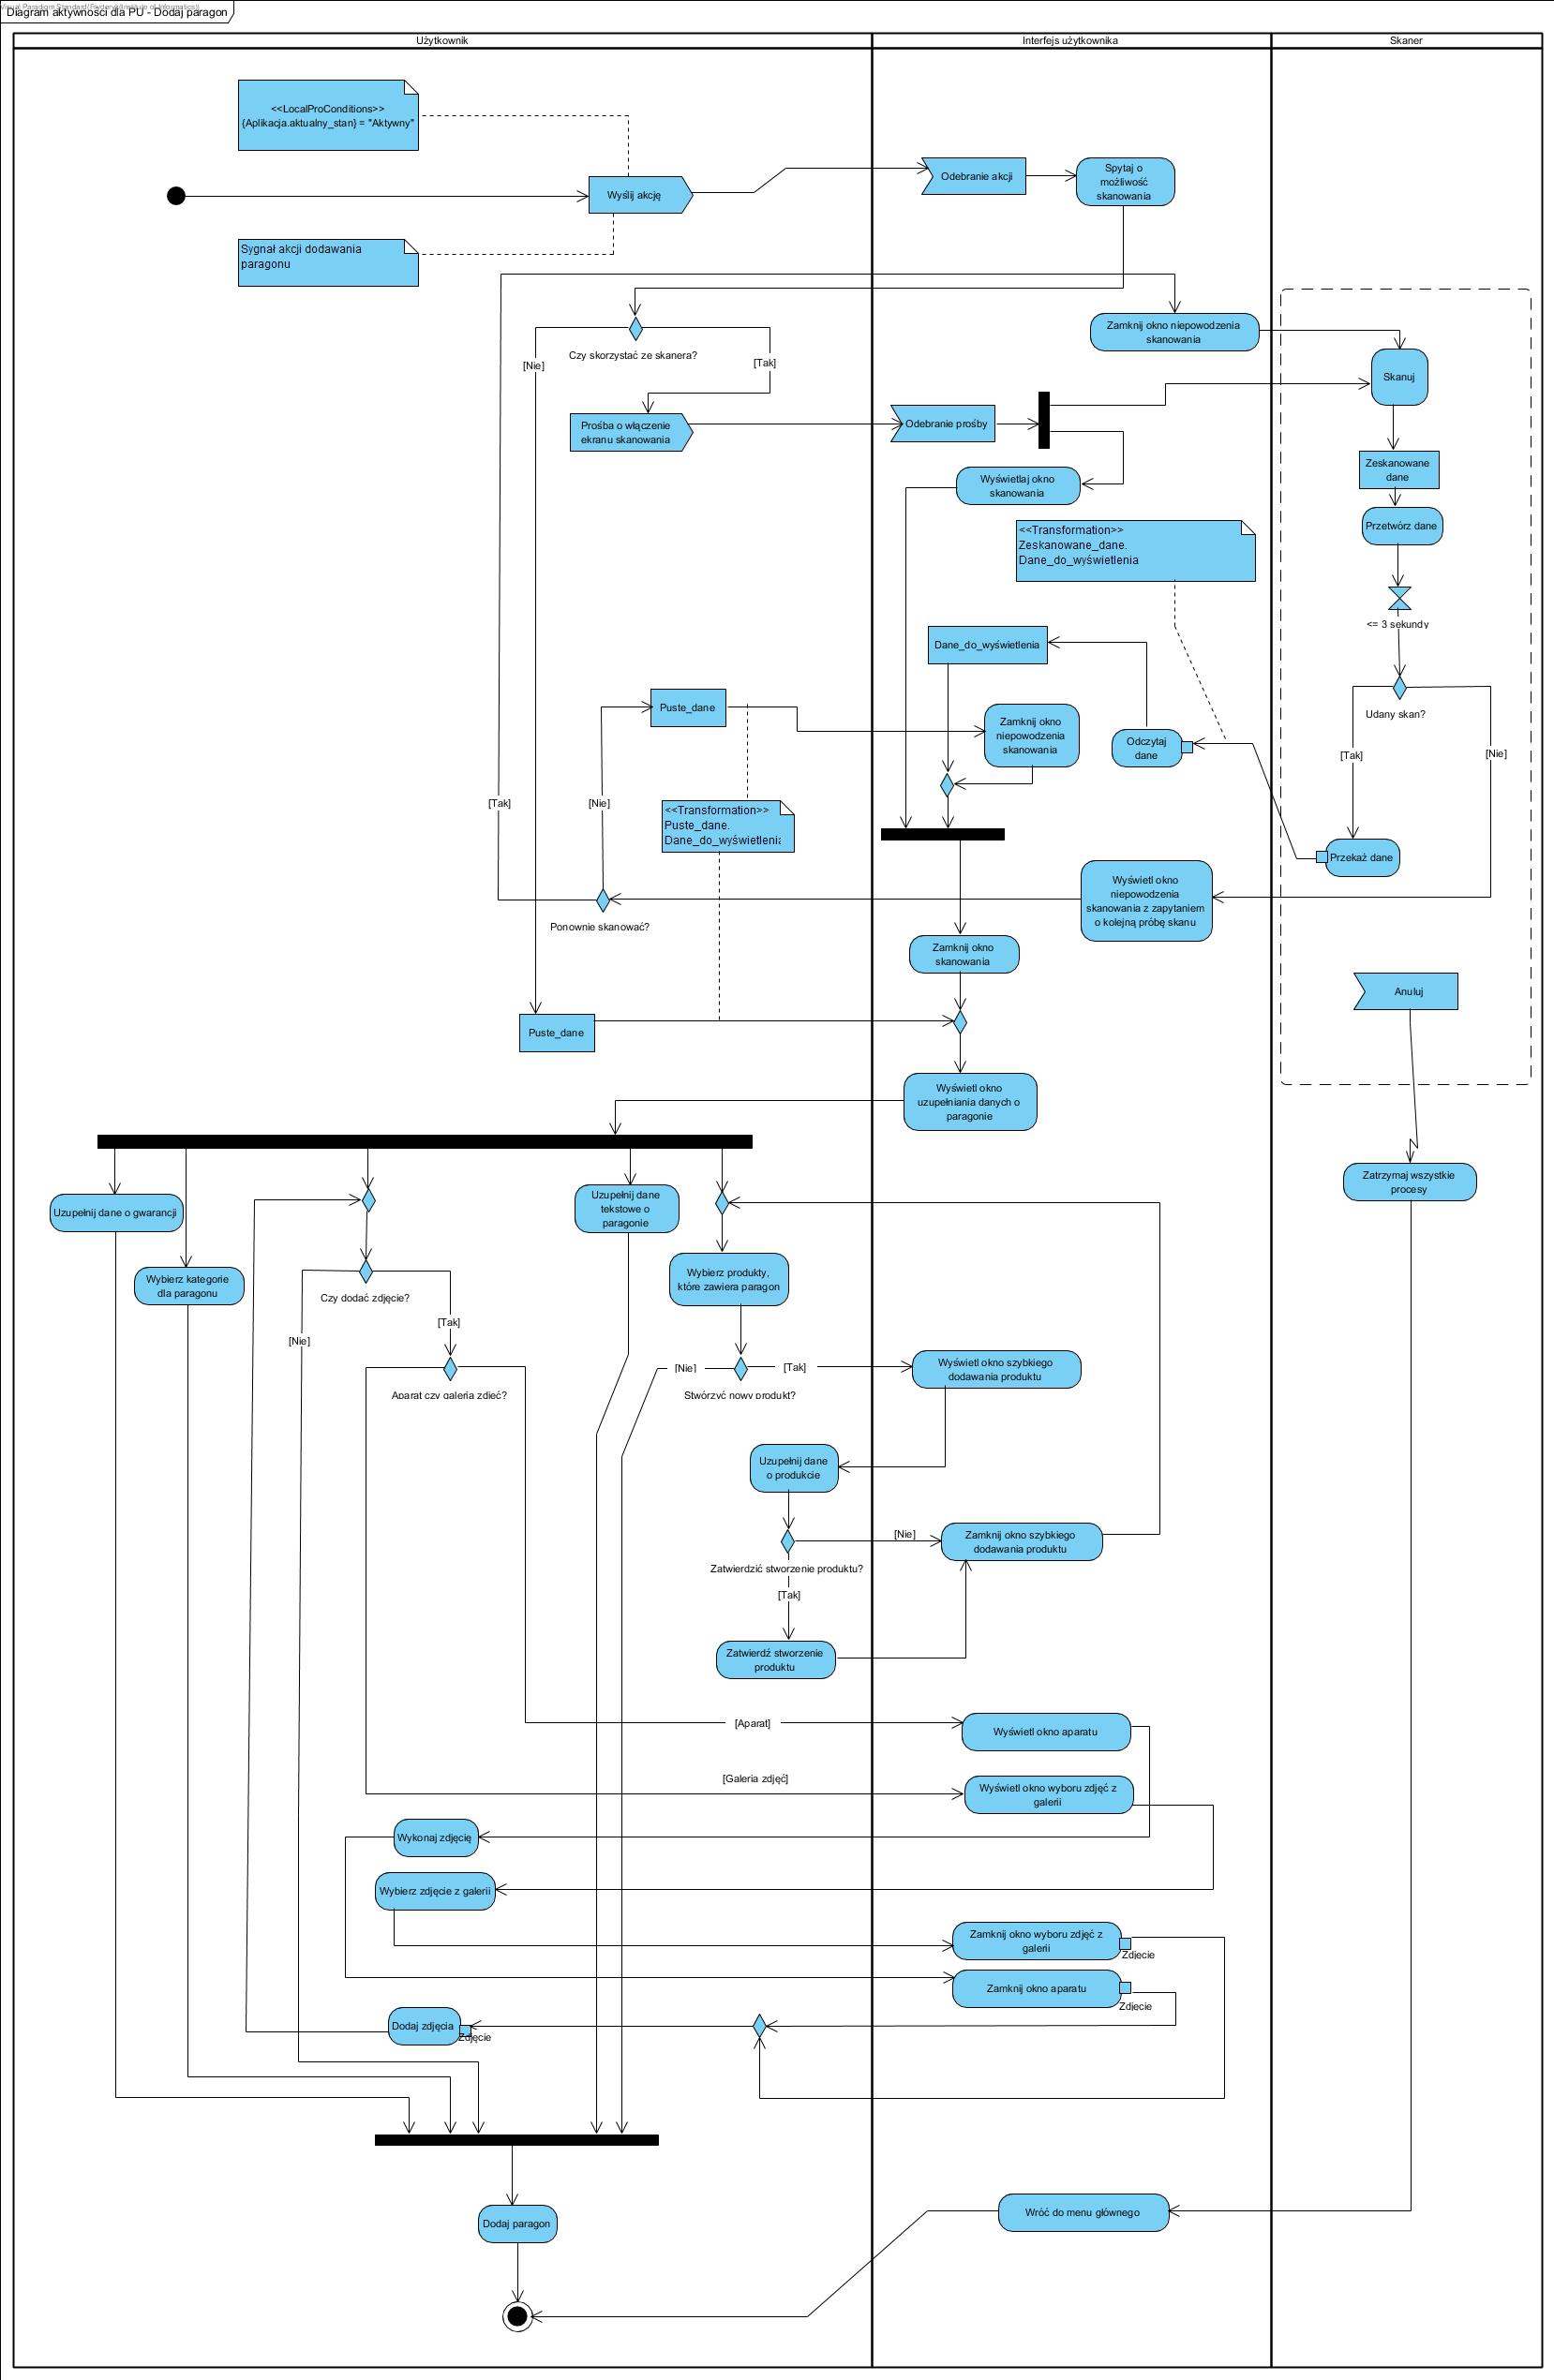 Visual Paradigm Standard(Fryderyk(Institute of Informatics))
Diagram aktywności dla PU - Dodaj paragon
Użytkownik
Interfejs użytkownika
Skaner
<<LocalProConditions>>
{Aplikacja.aktualny_stan} = "Aktywny"
Wyślij akcję
Odebranie akcji
Spytaj o
możliwość
skanowania
Sygnał akcji dodawania
paragonu
Zamknij okno niepowodzenia
skanowania
Czy skorzystać ze skanera?
[Nie]
[Tak]
Skanuj
Prośba o włączenie
ekranu skanowania
Odebranie prośby
Wyświetlaj okno
skanowania
Zeskanowane
dane
Przetwórz dane
<<Transformation>>
Zeskanowane_dane.
Dane_do_wyświetlenia
<= 3 sekundy
Dane_do_wyświetlenia
Puste_dane
Zamknij okno
niepowodzenia
skanowania
Odczytaj
dane
Udany skan?
[Tak]
[Nie]
[Tak]
[Nie]
<<Transformation>>
Puste_dane.
Dane_do_wyświetlenia
Przekaż dane
Wyświetl okno
niepowodzenia
skanowania z zapytaniem
o kolejną próbę skanu
Ponownie skanować?
Zamknij okno
skanowania
Anuluj
Puste_dane
Wyświetl okno
uzupełniania danych o
paragonie
Zatrzymaj wszystkie
procesy
Uzupełnij dane o gwarancji
Uzupełnij dane
tekstowe o
paragonie
Wybierz kategorie
dla paragonu
Wybierz produkty,
które zawiera paragon
Czy dodać zdjęcie?
[Tak]
[Nie]
[Nie]
[Tak]
Wyświetl okno szybkiego
dodawania produktu
Aparat czy galeria zdjęć?
Stwórzyć nowy produkt?
Uzupełnij dane
o produkcie
[Nie]
Zamknij okno szybkiego
dodawania produktu
Zatwierdzić stworzenie produktu?
[Tak]
Zatwierdź stworzenie
produktu
[Aparat]
Wyświetl okno aparatu
[Galeria zdjęć]
Wyświetl okno wyboru zdjęć z
galerii
Wykonaj zdjęcię
Wybierz zdjęcie z galerii
Zamknij okno wyboru zdjęć z
galerii
Zdjęcie
Zamknij okno aparatu
Zdjęcie
Dodaj zdjęcia
Zdjęcie
Wróć do menu głównego
Dodaj paragon